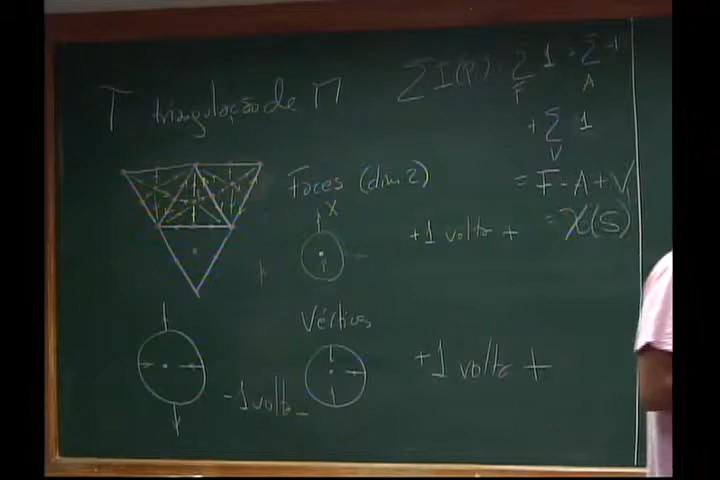 T triangulação de M
∑ I(P) = ∑ 1 + ∑ -1
F A
+ ∑ 1
V
= F - A + V
= χ(S)
Faces (dim. 2)
X
+1 volta +
Vértices
+1 volta +
-1 volta -